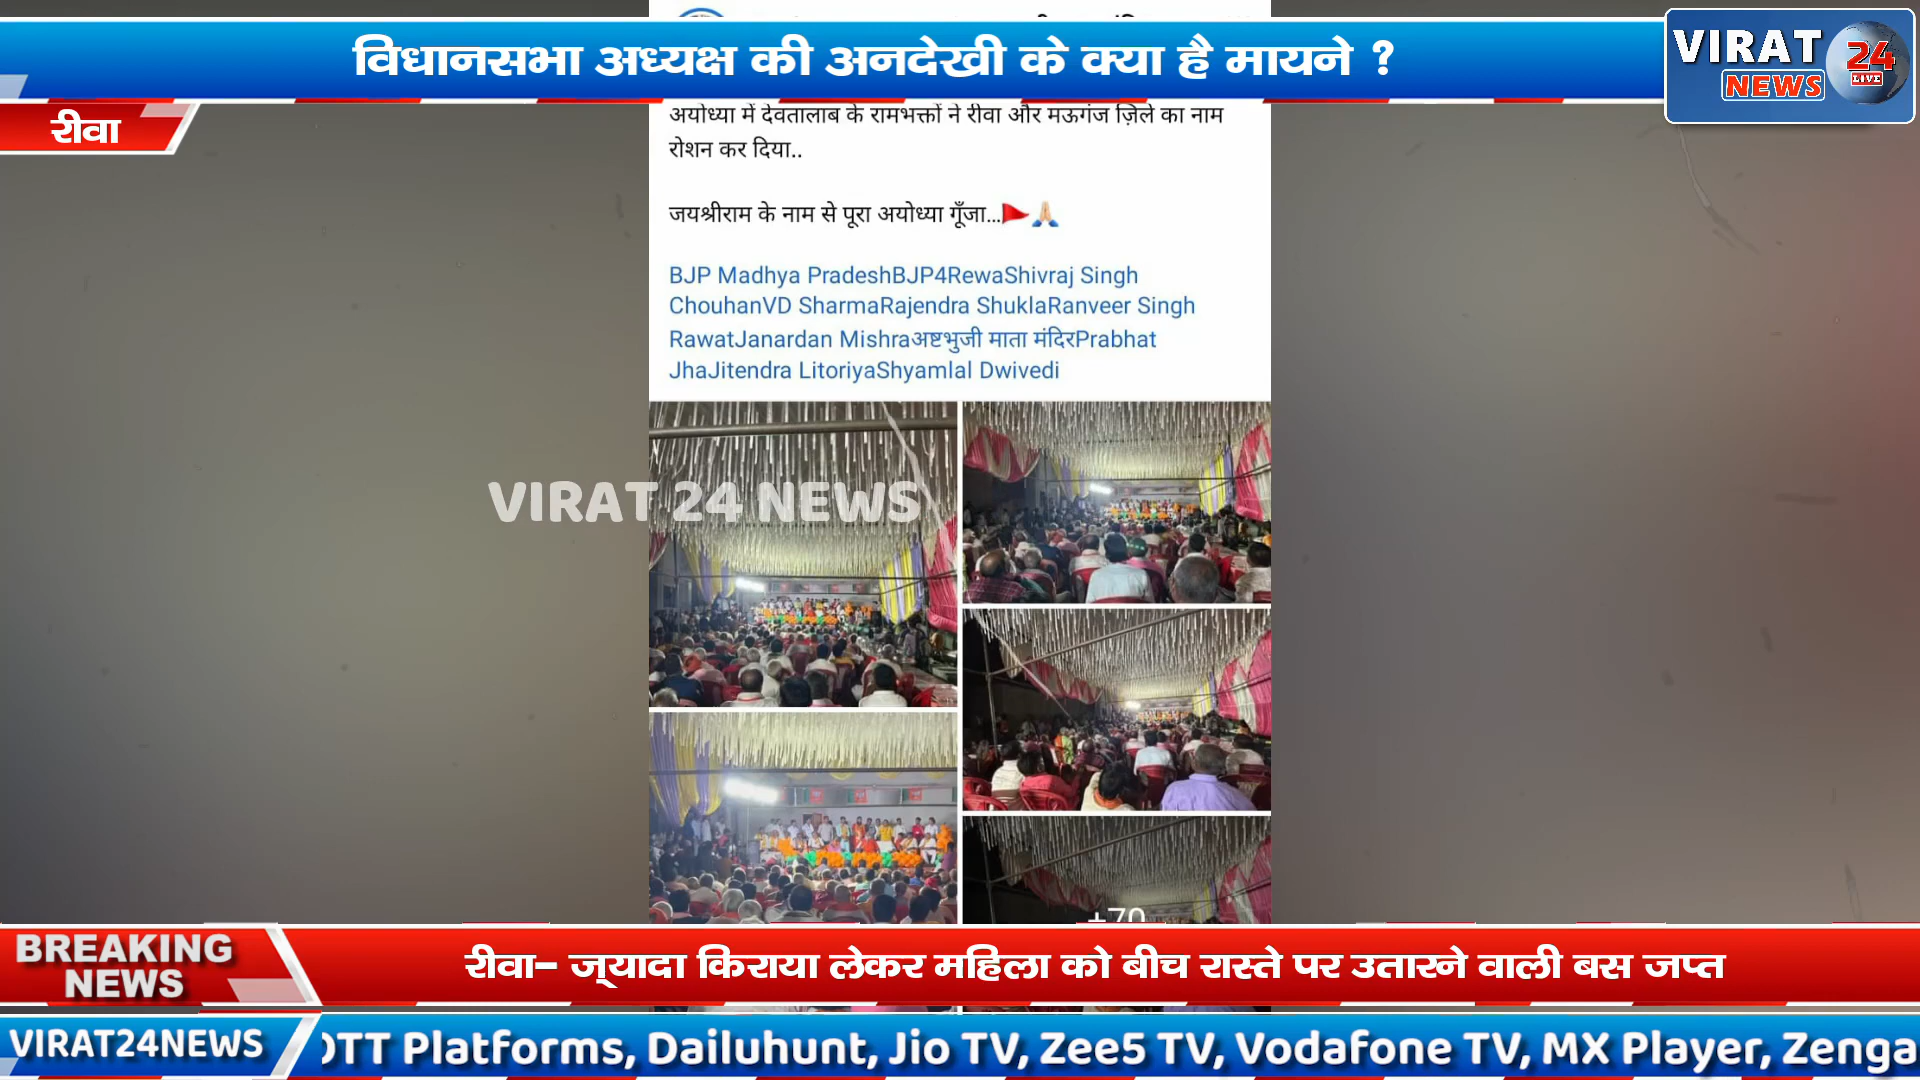 विधानसभा अध्यक्ष की अनदेखी के क्या है मायने ?
VIRAT
24
LIVE
NEWS
रीवा
अयोध्या में देवतालाब के रामभक्तों ने रीवा और मऊगंज ज़िले का नाम
रोशन कर दिया..
जयश्रीराम के नाम से पूरा अयोध्या गूँजा...🚩🙏🏻
BJP Madhya PradeshBJP4RewaShivraj Singh
ChouhanVD SharmaRajendra ShuklaRanveer Singh
RawatJanardan Mishraअष्टभुजी माता मंदिरPrabhat
JhaJitendra LitoriyaShyamlal Dwivedi
VIRAT 24 NEWS
+70
BREAKING
NEWS
रीवा- ज्यादा किराया लेकर महिला को बीच रास्ते पर उतारने वाली बस जप्त
VIRAT24NEWS
OTT Platforms, Dailuhunt, Jio TV, Zee5 TV, Vodafone TV, MX Player, Zenga